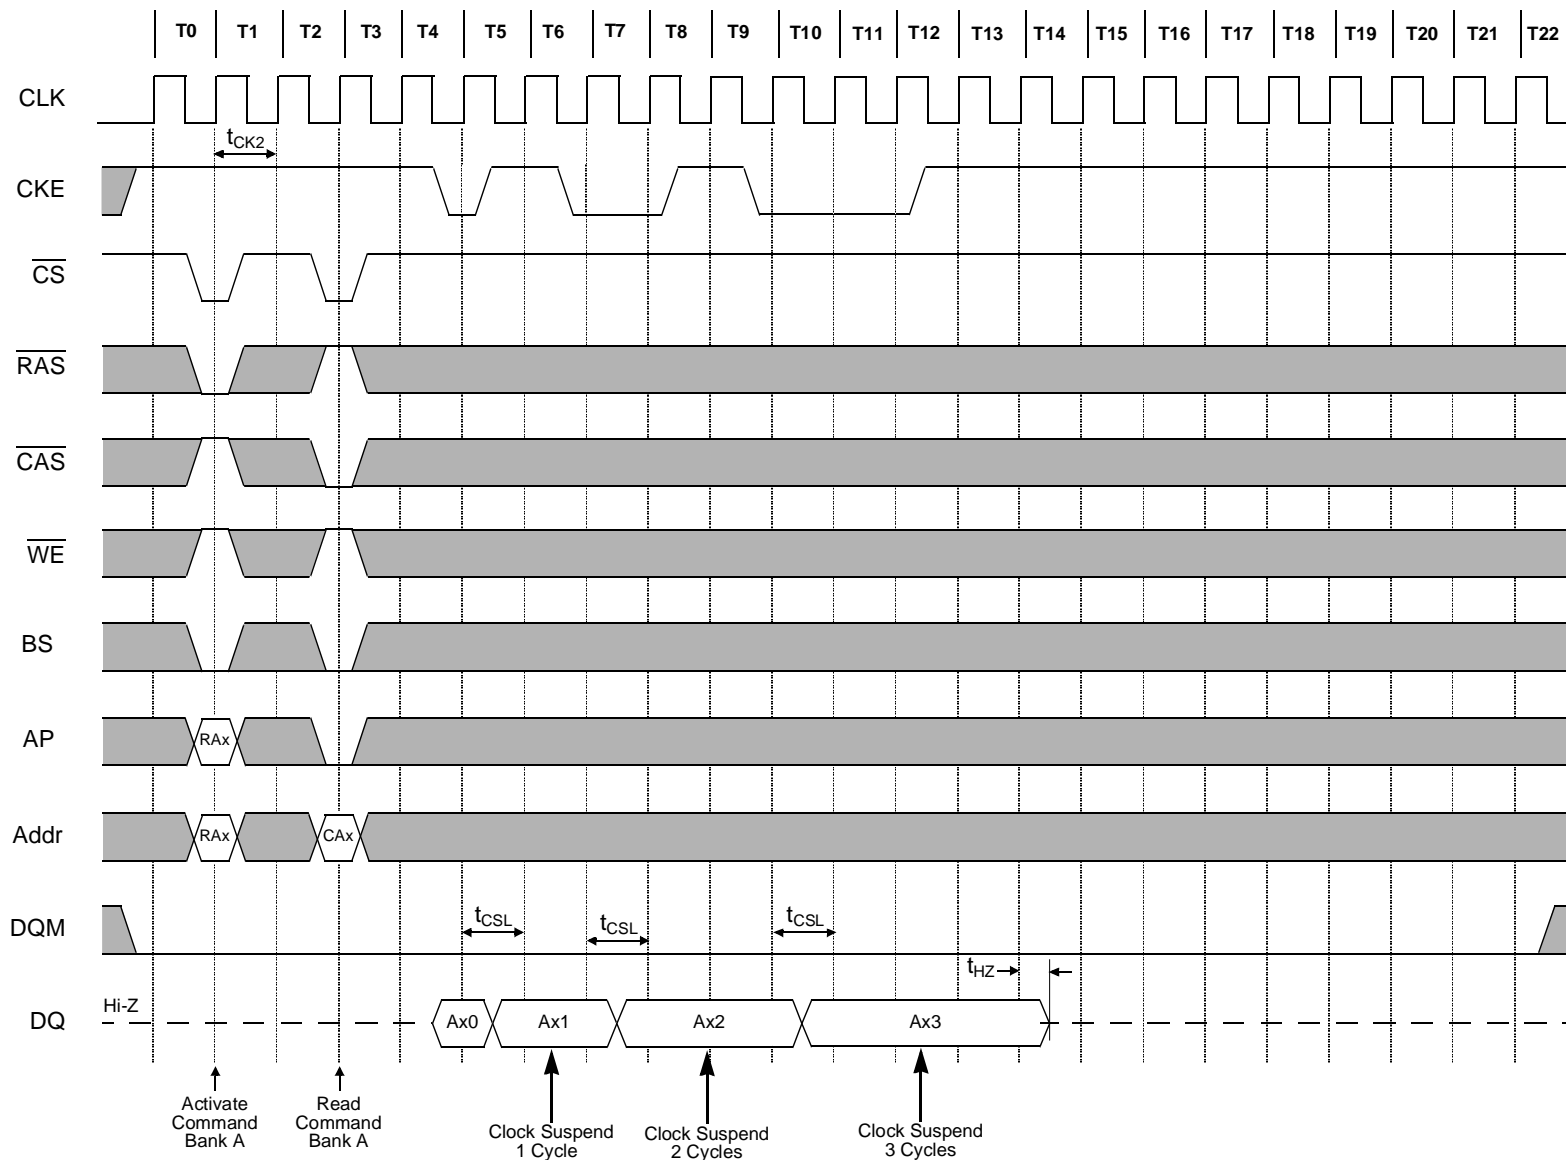 T0 T1 T2 T3 T4 T5 T6 T7 T8 T9 T10 T11 T12 T13 T14 T15 T16 T17 T18 T19 T20 T21 T22
CLK
tCK2
CKE
CS
RAS
CAS
WE
BS
AP RAx
Addr RAx CAx
DQM tCSL tCSL tCSL
tHZ
Hi-Z
DQ Ax0 Ax1 Ax2 Ax3
Activate
Command
Bank A
Read
Command
Bank A
Clock Suspend
1 Cycle
Clock Suspend
2 Cycles
Clock Suspend
3 Cycles